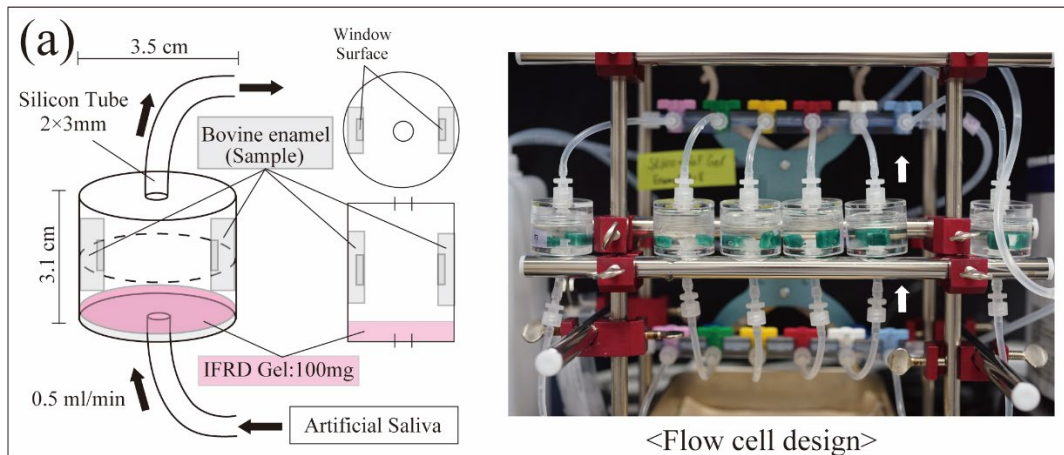 (a)
3.5 cm
Silicon Tube
2×3mm
Window
Surface
Bovine enamel
(Sample)
3.1 cm
IFRD Gel:100mg
0.5 ml/min
Artificial Saliva
<Flow cell design>